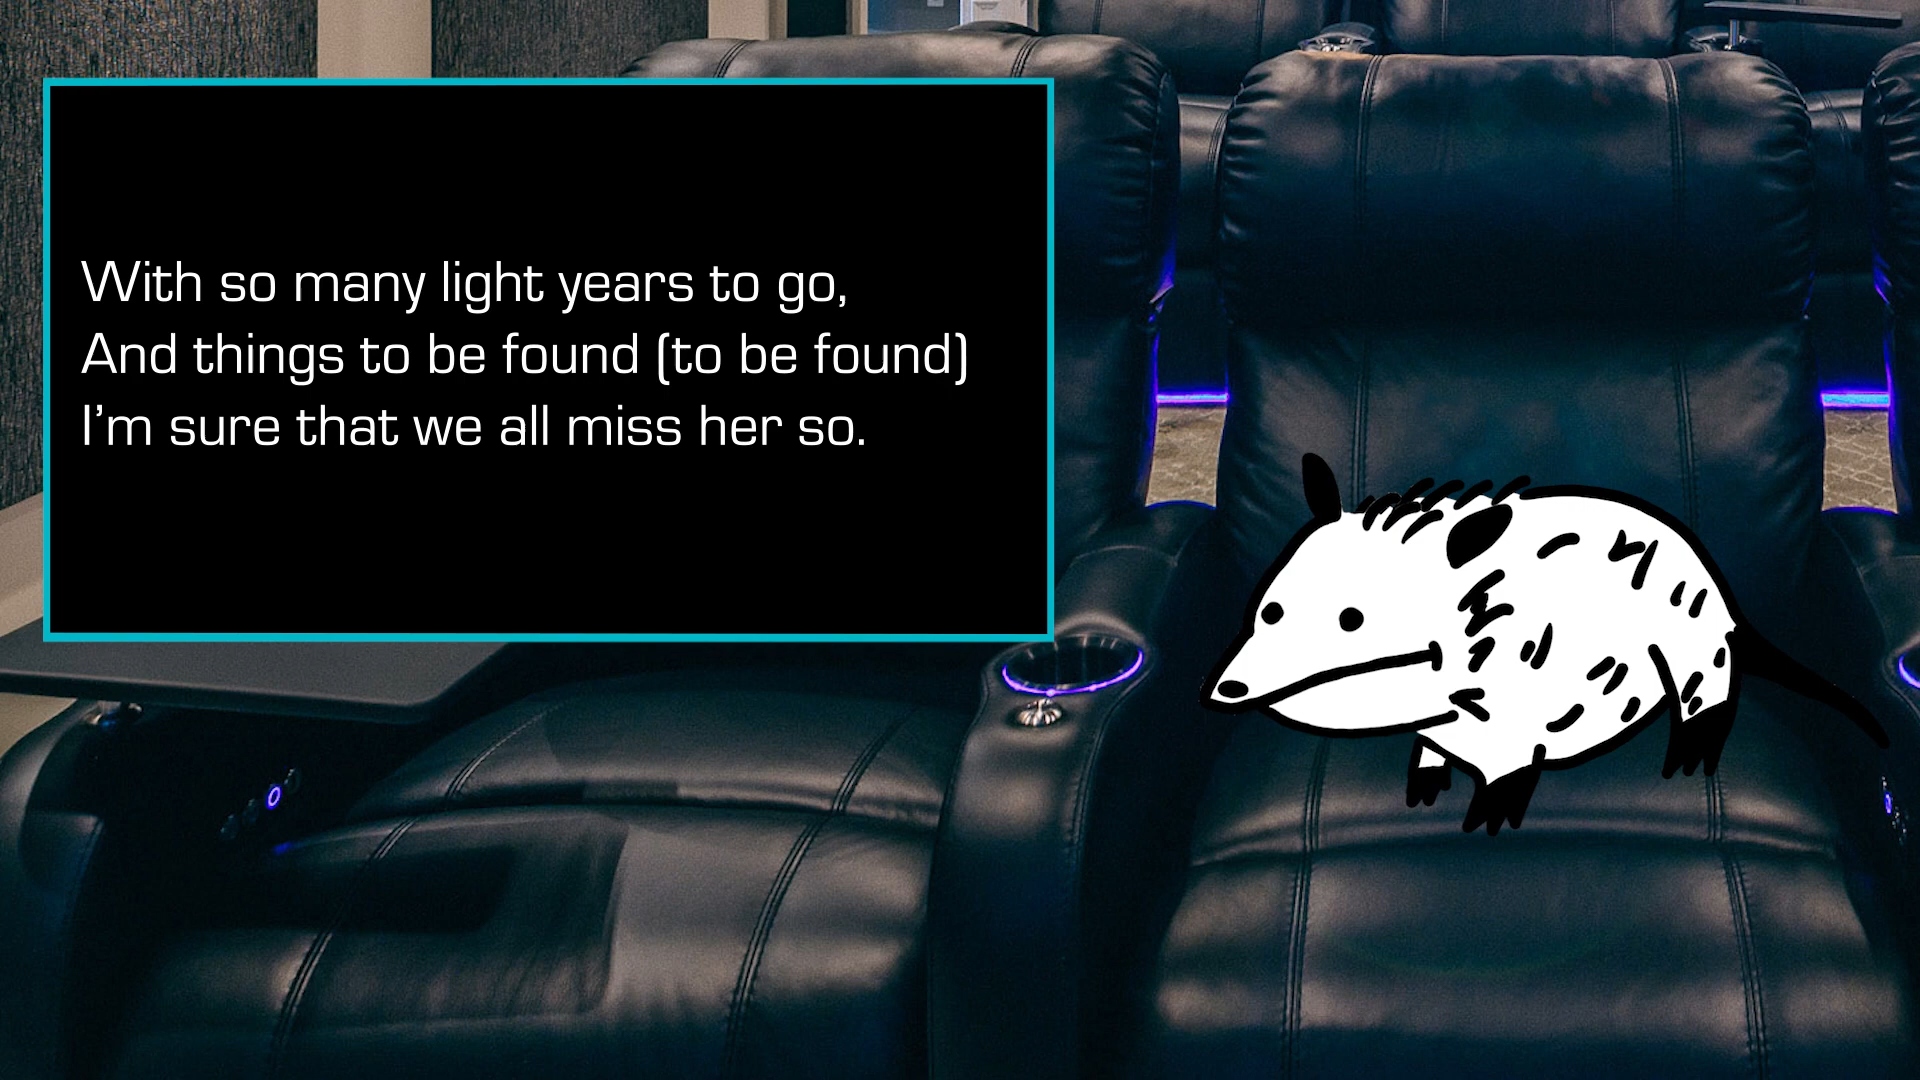 With so many light years to go,
And things to be found (to be found)
I’m sure that we all miss her so.